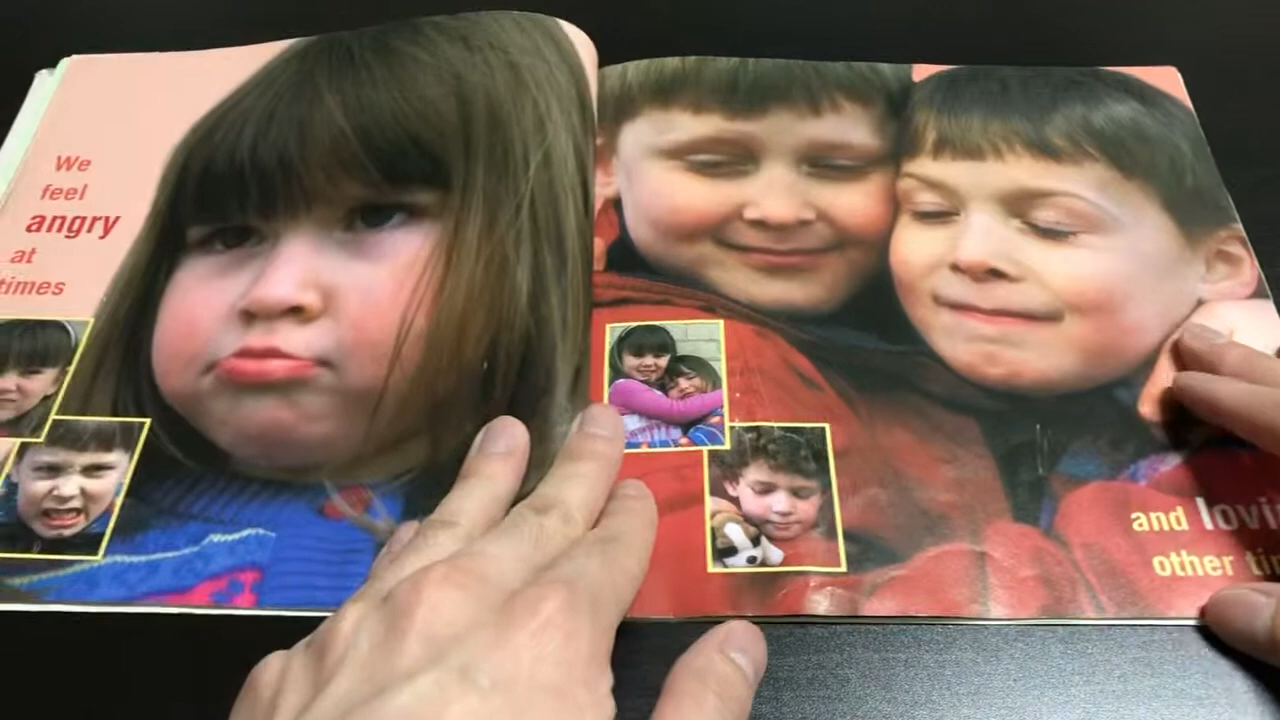 We
feel
angry
at
times
and
other